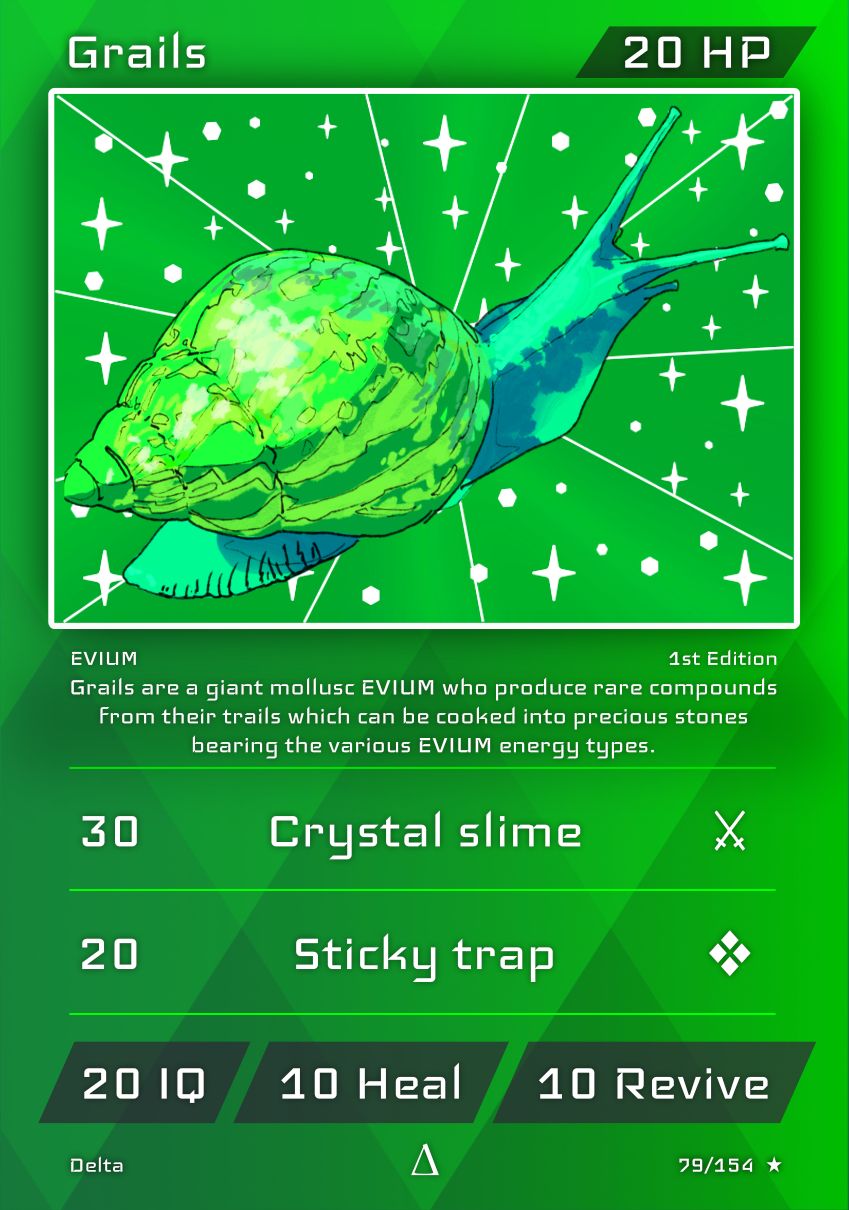 Grails
20 HP
EVIUM
1st Edition
Grails are a giant mollusc EVIUM who produce rare compounds
from their trails which can be cooked into precious stones
bearing the various EVIUM energy types.
30 Crystal slime
20 Sticky trap
20 IQ
10 Heal
10 Revive
Delta
Δ
79/154 ★